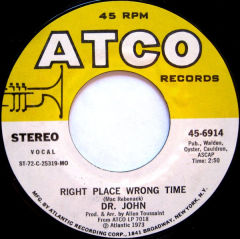 45 RPM
ATCO
RECORDS
STEREO
VOCAL
ST-72-C-25319-MO
45-6914
Pub., Walden,
Oyster, Cauldron,
ASCAP
Time: 2:50
RIGHT PLACE WRONG TIME
(Mac Rebenack)
DR. JOHN
Prod. & Arr. by Allen Toussaint
From ATCO LP 7018
℗ 1973 Atlantic
MFG. BY ATLANTIC RECORDING CORP., 1841 BROADWAY, NEW YORK, N.Y.